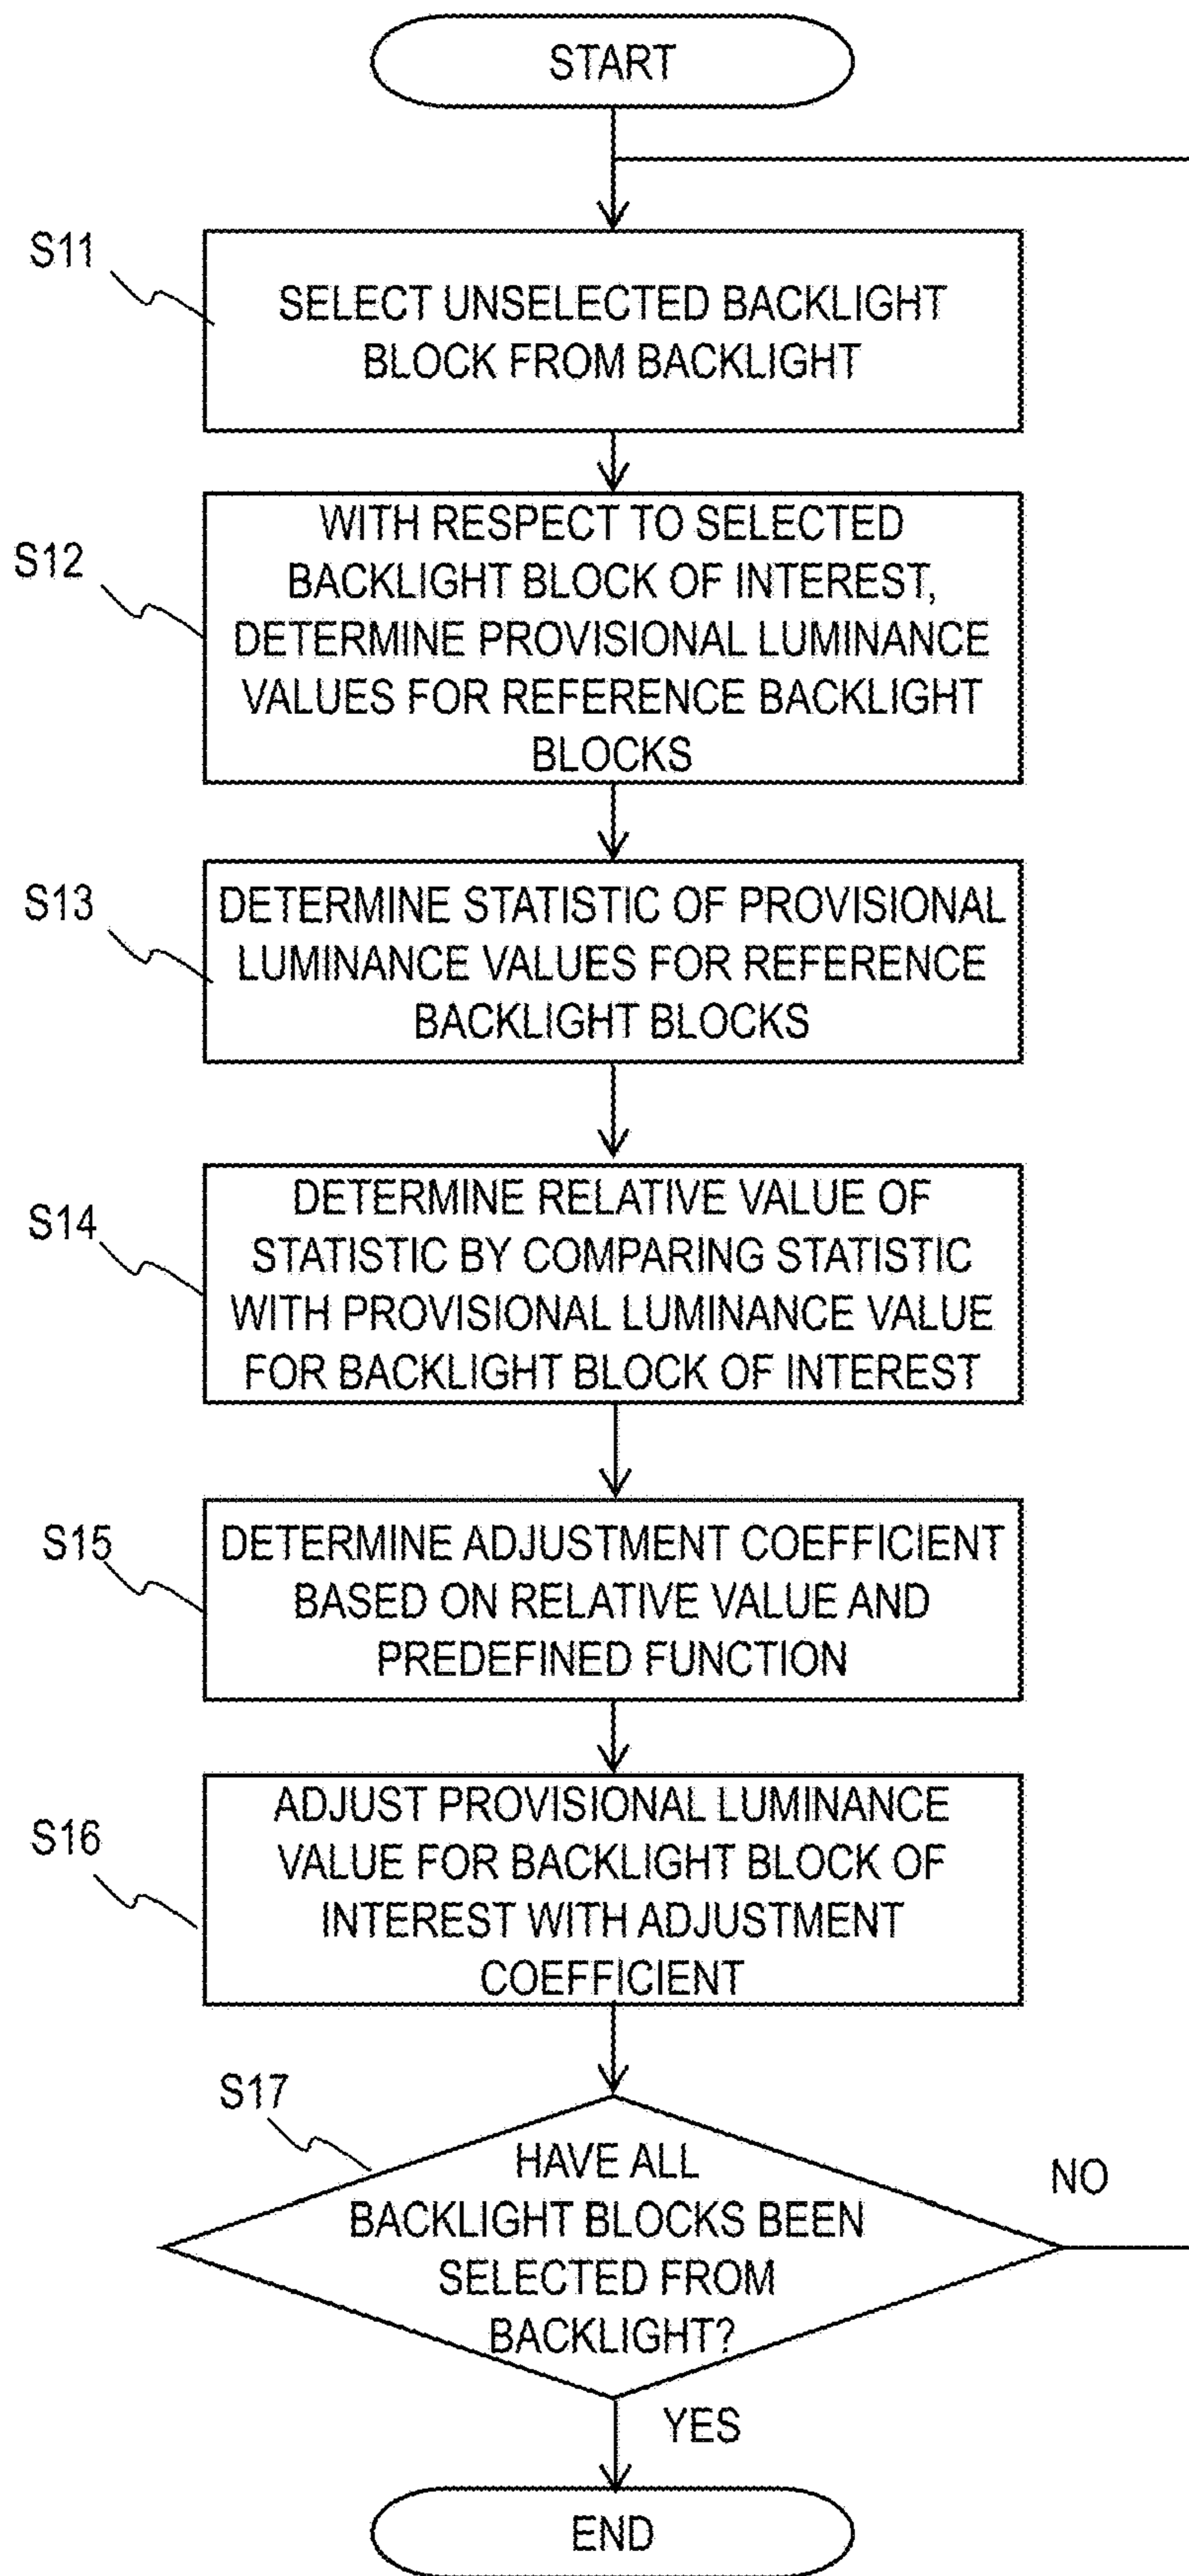 START
S11
SELECT UNSELECTED BACKLIGHT
BLOCK FROM BACKLIGHT
S12
WITH RESPECT TO SELECTED
BACKLIGHT BLOCK OF INTEREST,
DETERMINE PROVISIONAL LUMINANCE
VALUES FOR REFERENCE BACKLIGHT
BLOCKS
S13
DETERMINE STATISTIC OF PROVISIONAL
LUMINANCE VALUES FOR REFERENCE
BACKLIGHT BLOCKS
S14
DETERMINE RELATIVE VALUE OF
STATISTIC BY COMPARING STATISTIC
WITH PROVISIONAL LUMINANCE VALUE
FOR BACKLIGHT BLOCK OF INTEREST
S15
DETERMINE ADJUSTMENT COEFFICIENT
BASED ON RELATIVE VALUE AND
PREDEFINED FUNCTION
S16
ADJUST PROVISIONAL LUMINANCE
VALUE FOR BACKLIGHT BLOCK OF
INTEREST WITH ADJUSTMENT
COEFFICIENT
S17
HAVE ALL
BACKLIGHT BLOCKS BEEN
SELECTED FROM
BACKLIGHT?
NO
YES
END